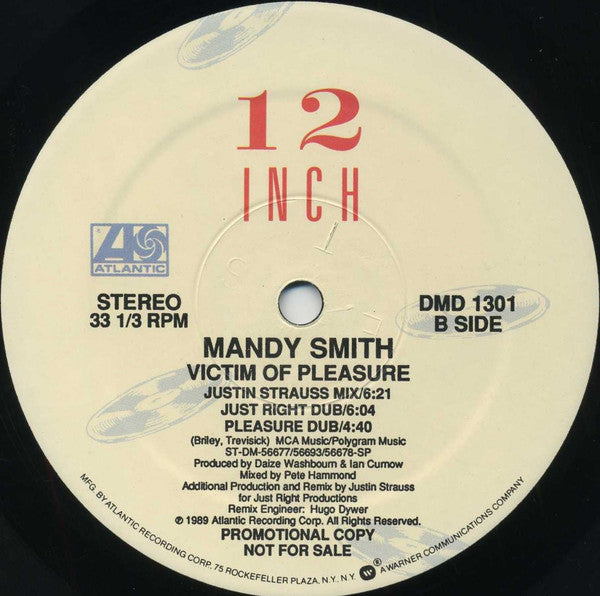 12
INCH
ATLANTIC
STEREO
33 1/3 RPM
DMD 1301
B SIDE
MANDY SMITH
VICTIM OF PLEASURE
JUSTIN STRAUSS MIX/6:21
JUST RIGHT DUB/6:04
PLEASURE DUB/4:40
(Briley, Trevisick) MCA Music/Polygram Music
ST-DM-56677/56693/56678-SP
Produced by Daize Washbourn & Ian Curnow
Mixed by Pete Hammond
Additional Production and Remix by Justin Strauss
for Just Right Productions
Remix Engineer: Hugo Dywer
℗ 1989 Atlantic Recording Corp. All Rights Reserved.
PROMOTIONAL COPY
NOT FOR SALE
MFG. BY ATLANTIC RECORDING CORP. 75 ROCKEFELLER PLAZA, N.Y. N.Y. ® A WARNER COMMUNICATIONS COMPANY